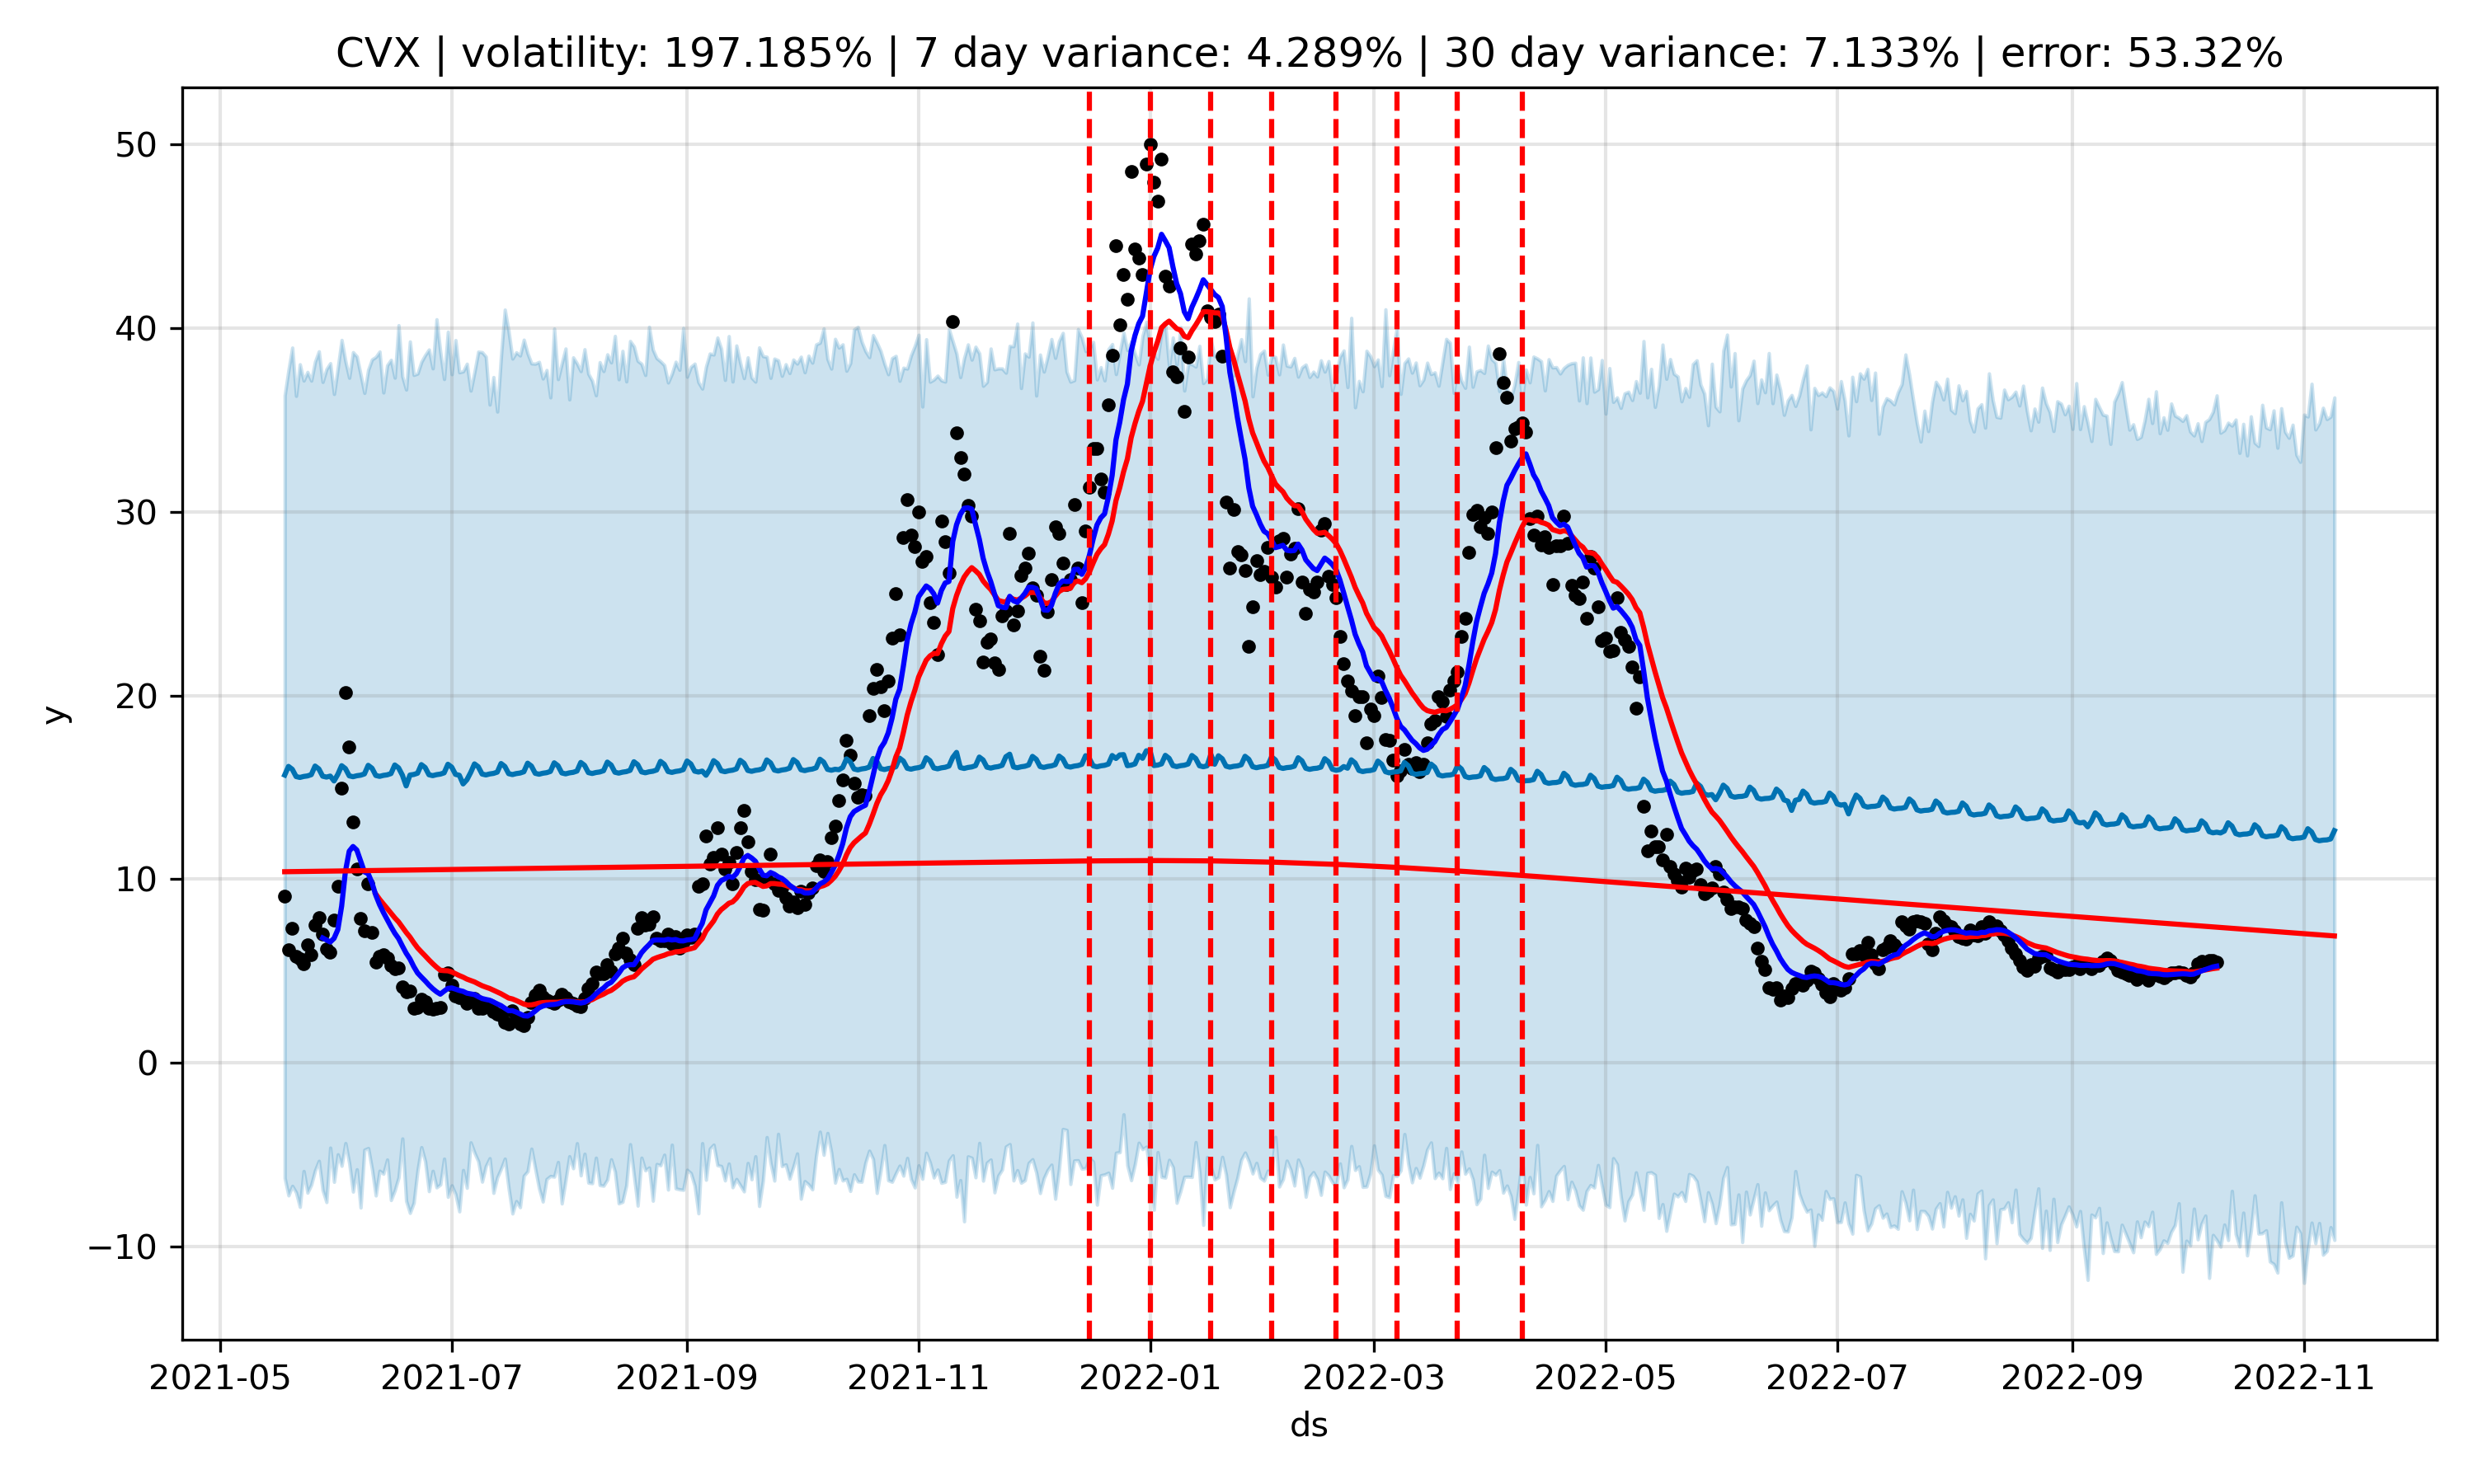 CVX | volatility: 197.185% | 7 day variance: 4.289% | 30 day variance: 7.133% | error: 53.32%
50
40
30
20
10
0
−10
y
2021-05 2021-07 2021-09 2021-11 2022-01 2022-03 2022-05 2022-07 2022-09 2022-11
ds